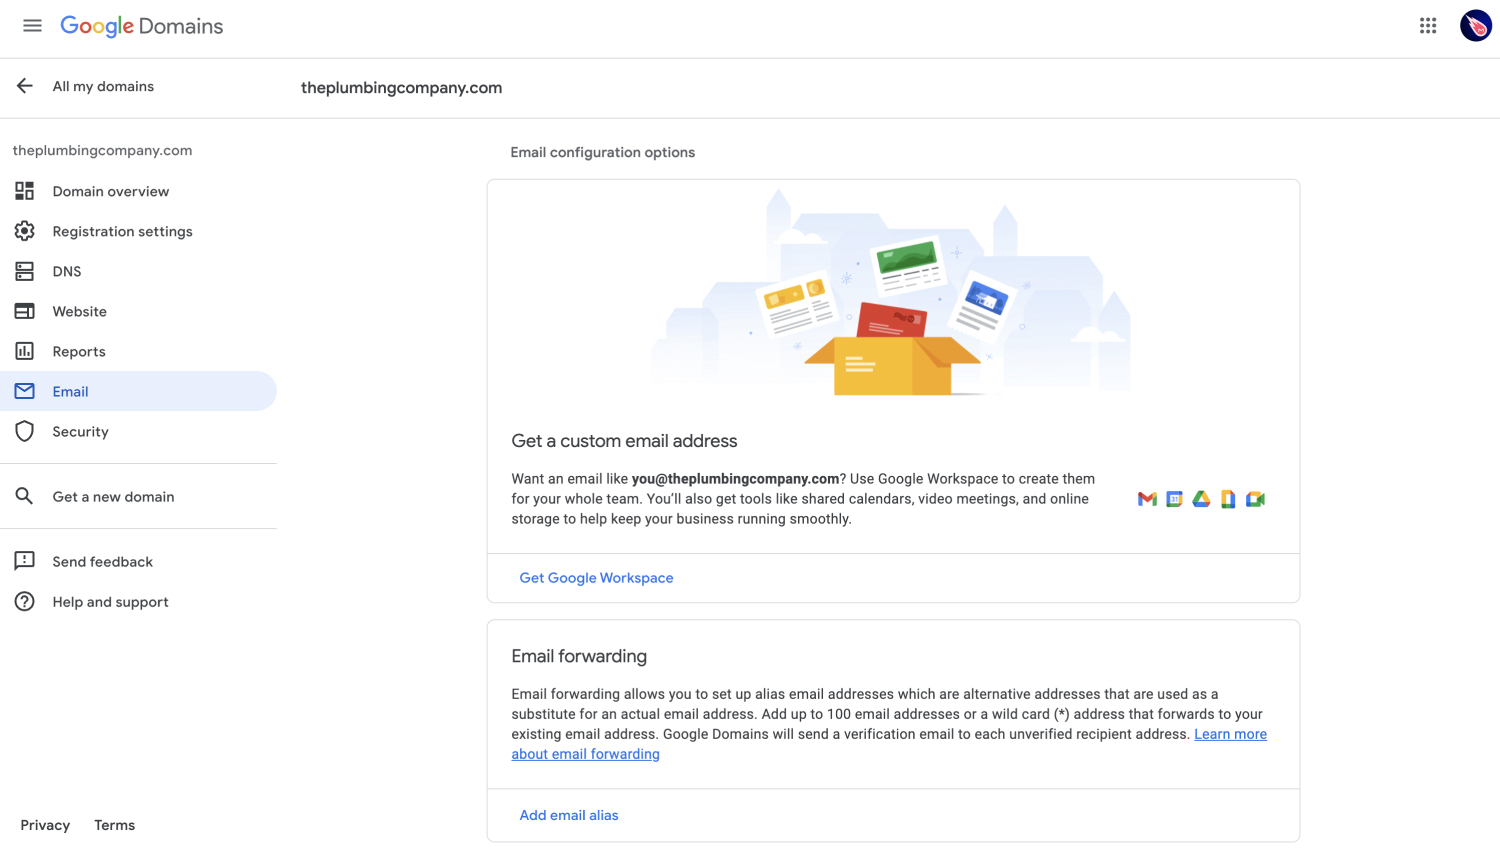 Google Domains
All my domains
theplumbingcompany.com
theplumbingcompany.com
Domain overview
Registration settings
DNS
Website
Reports
Email
Security
Get a new domain
Send feedback
Help and support
Privacy Terms
Email configuration options
Get a custom email address
Want an email like you@theplumbingcompany.com? Use Google Workspace to create them
for your whole team. You’ll also get tools like shared calendars, video meetings, and online
storage to help keep your business running smoothly.
31
Get Google Workspace
Email forwarding
Email forwarding allows you to set up alias email addresses which are alternative addresses that are used as a
substitute for an actual email address. Add up to 100 email addresses or a wild card (*) address that forwards to your
existing email address. Google Domains will send a verification email to each unverified recipient address. Learn more
about email forwarding
Add email alias